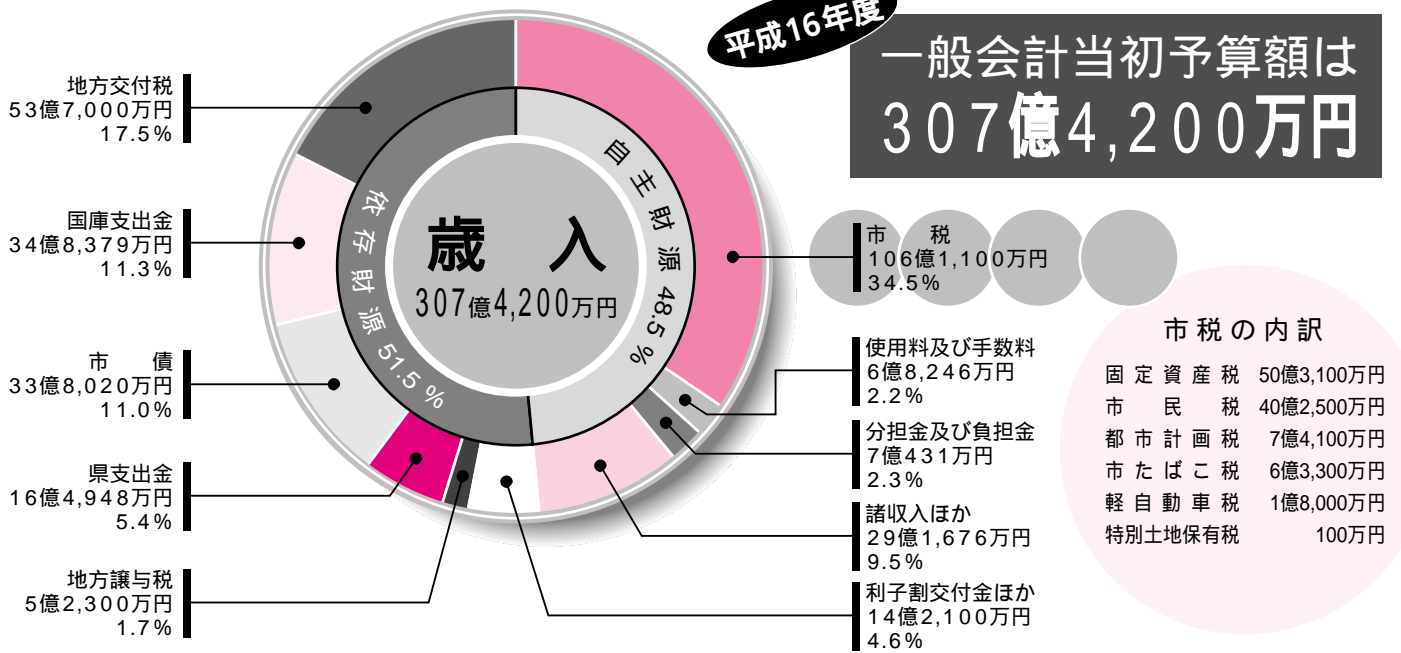 平成16年度
一般会計当初予算額は
307億4,200万円
歳 入
307億4,200万円
自主財源 48.5%
依存財源 51.5%
地方交付税
53億7,000万円
17.5%
国庫支出金
34億8,379万円
11.3%
市 債
33億8,020万円
11.0%
県支出金
16億4,948万円
5.4%
地方譲与税
5億2,300万円
1.7%
市 税
106億1,100万円
34.5%
使用料及び手数料
6億8,246万円
2.2%
分担金及び負担金
7億431万円
2.3%
諸収入ほか
29億1,676万円
9.5%
利子割交付金ほか
14億2,100万円
4.6%
市税の内訳
固定資産税 50億3,100万円
市民税 40億2,500万円
都市計画税 7億4,100万円
市たばこ税 6億3,300万円
軽自動車税 1億8,000万円
特別土地保有税 100万円